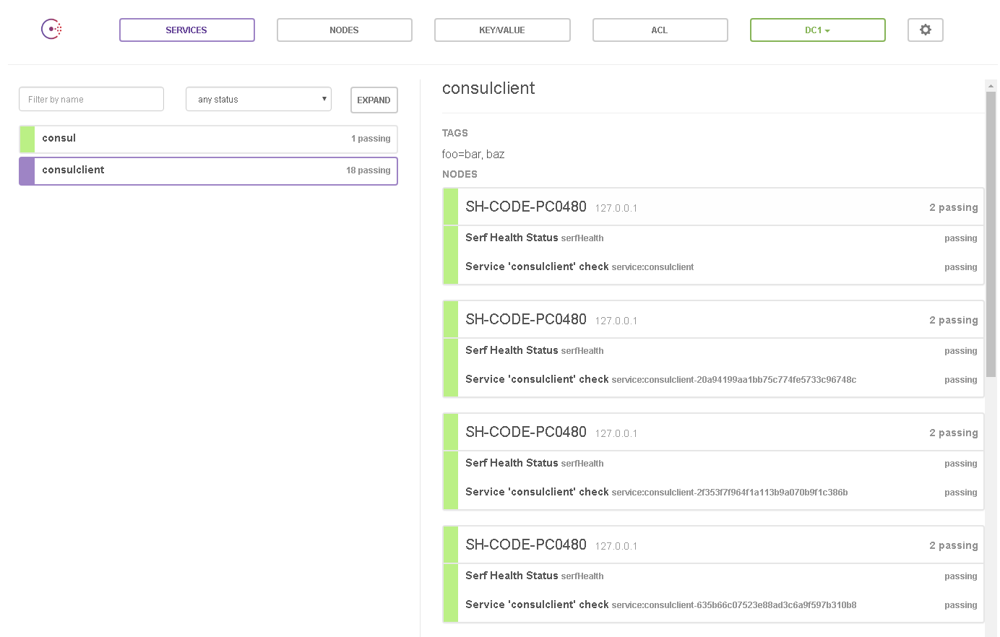 SERVICES NODES KEY/VALUE ACL DC1
Filter by name any status EXPAND
consul 1 passing
consulclient 18 passing
consulclient
TAGS
foo=bar, baz
NODES
SH-CODE-PC0480 127.0.0.1 2 passing
Serf Health Status serfHealth passing
Service 'consulclient' check service:consulclient passing
SH-CODE-PC0480 127.0.0.1 2 passing
Serf Health Status serfHealth passing
Service 'consulclient' check service:consulclient-20a94199aa1bb75c774fe5733c96748c passing
SH-CODE-PC0480 127.0.0.1 2 passing
Serf Health Status serfHealth passing
Service 'consulclient' check service:consulclient-2f353f7f964f1a113b9a070b9f1c386b passing
SH-CODE-PC0480 127.0.0.1 2 passing
Serf Health Status serfHealth passing
Service 'consulclient' check service:consulclient-635b66c07523e88ad3c6a9f597b310b8 passing